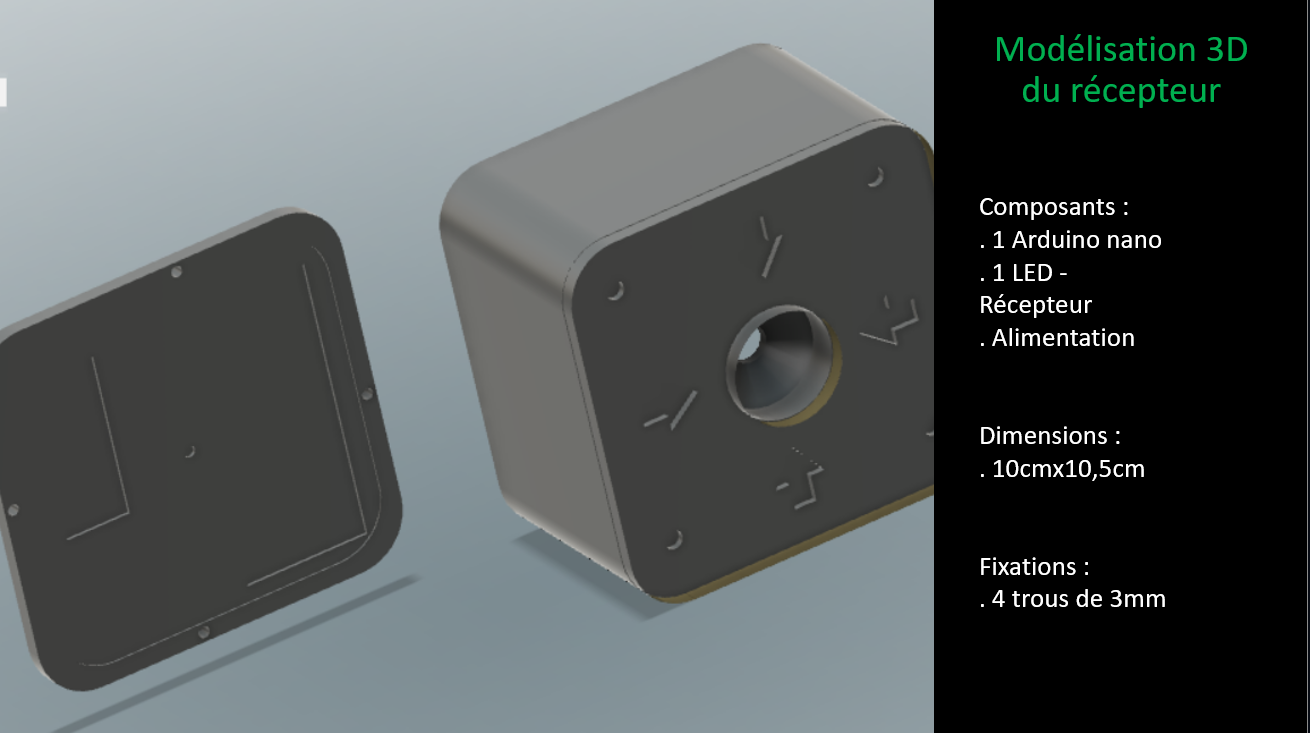 Modélisation 3D
du récepteur
Composants :
. 1 Arduino nano
. 1 LED -
Récepteur
. Alimentation
Dimensions :
. 10cmx10,5cm
Fixations :
. 4 trous de 3mm